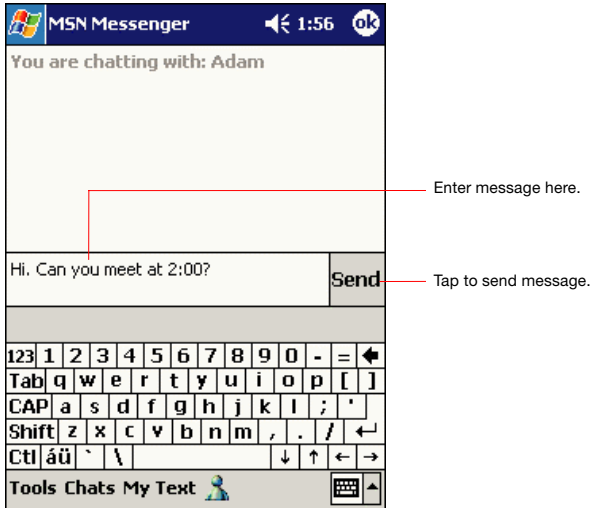 MSN Messenger 1:56 ok
You are chatting with: Adam
Enter message here.
Hi. Can you meet at 2:00?
Send
Tap to send message.
123 1 2 3 4 5 6 7 8 9 0 - =
Tab q w e r t y u i o p [ ]
CAP a s d f g h j k l ; '
Shift z x c v b n m , . /
Ctl áü ` \ ↓ ↑ ← →
Tools Chats My Text